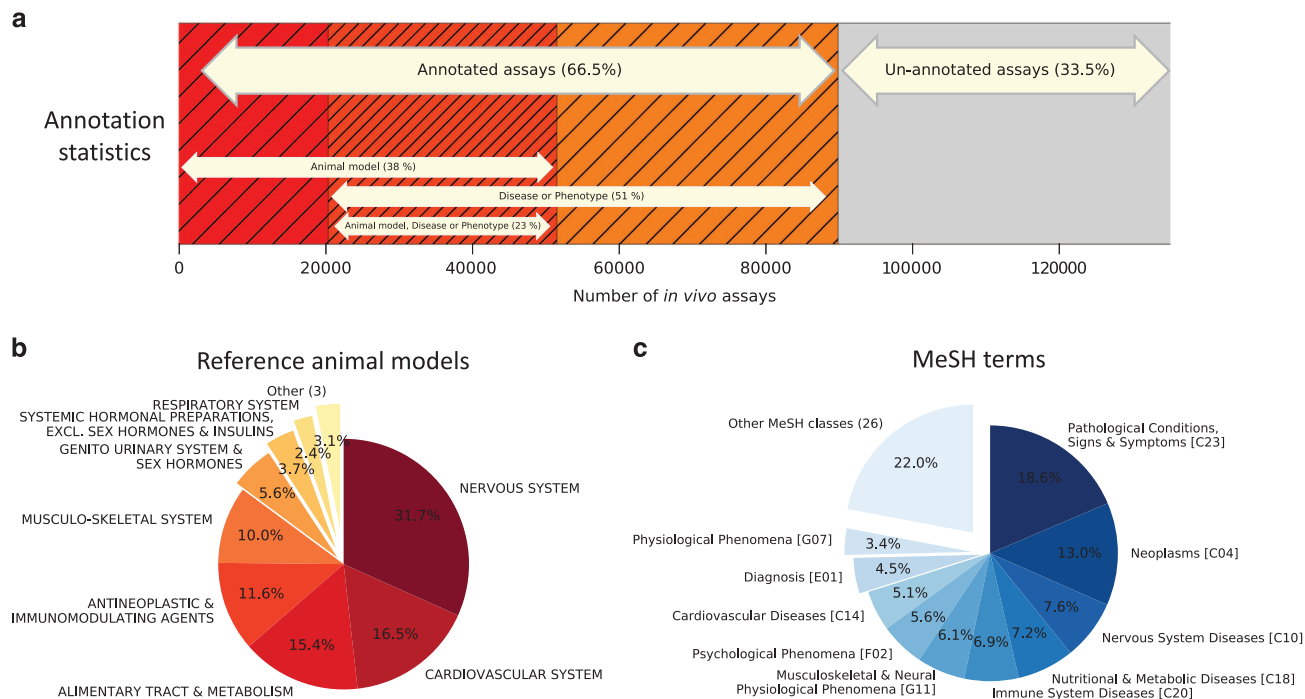 a
Annotated assays (66.5%)
Un-annotated assays (33.5%)
Annotation
statistics
Animal model (38 %)
Disease or Phenotype (51 %)
Animal model, Disease or Phenotype (23 %)
0 20000 40000 60000 80000 100000 120000
Number of in vivo assays
b
Reference animal models
Other (3)
RESPIRATORY SYSTEM
SYSTEMIC HORMONAL PREPARATIONS,
EXCL. SEX HORMONES & INSULINS
GENITO URINARY SYSTEM &
SEX HORMONES
MUSCULO-SKELETAL SYSTEM
ANTINEOPLASTIC &
IMMUNOMODULATING AGENTS
ALIMENTARY TRACT & METABOLISM
CARDIOVASCULAR SYSTEM
NERVOUS SYSTEM
3.1%
2.4%
3.7%
5.6%
10.0%
11.6%
15.4%
16.5%
31.7%
c
MeSH terms
Other MeSH classes (26)
Physiological Phenomena [G07]
Diagnosis [E01]
Cardiovascular Diseases [C14]
Psychological Phenomena [F02]
Musculoskeletal & Neural
Physiological Phenomena [G11]
Immune System Diseases [C20]
Nutritional & Metabolic Diseases [C18]
Nervous System Diseases [C10]
Neoplasms [C04]
Pathological Conditions,
Signs & Symptoms [C23]
22.0%
3.4%
4.5%
5.1%
5.6%
6.1%
6.9%
7.2%
7.6%
13.0%
18.6%